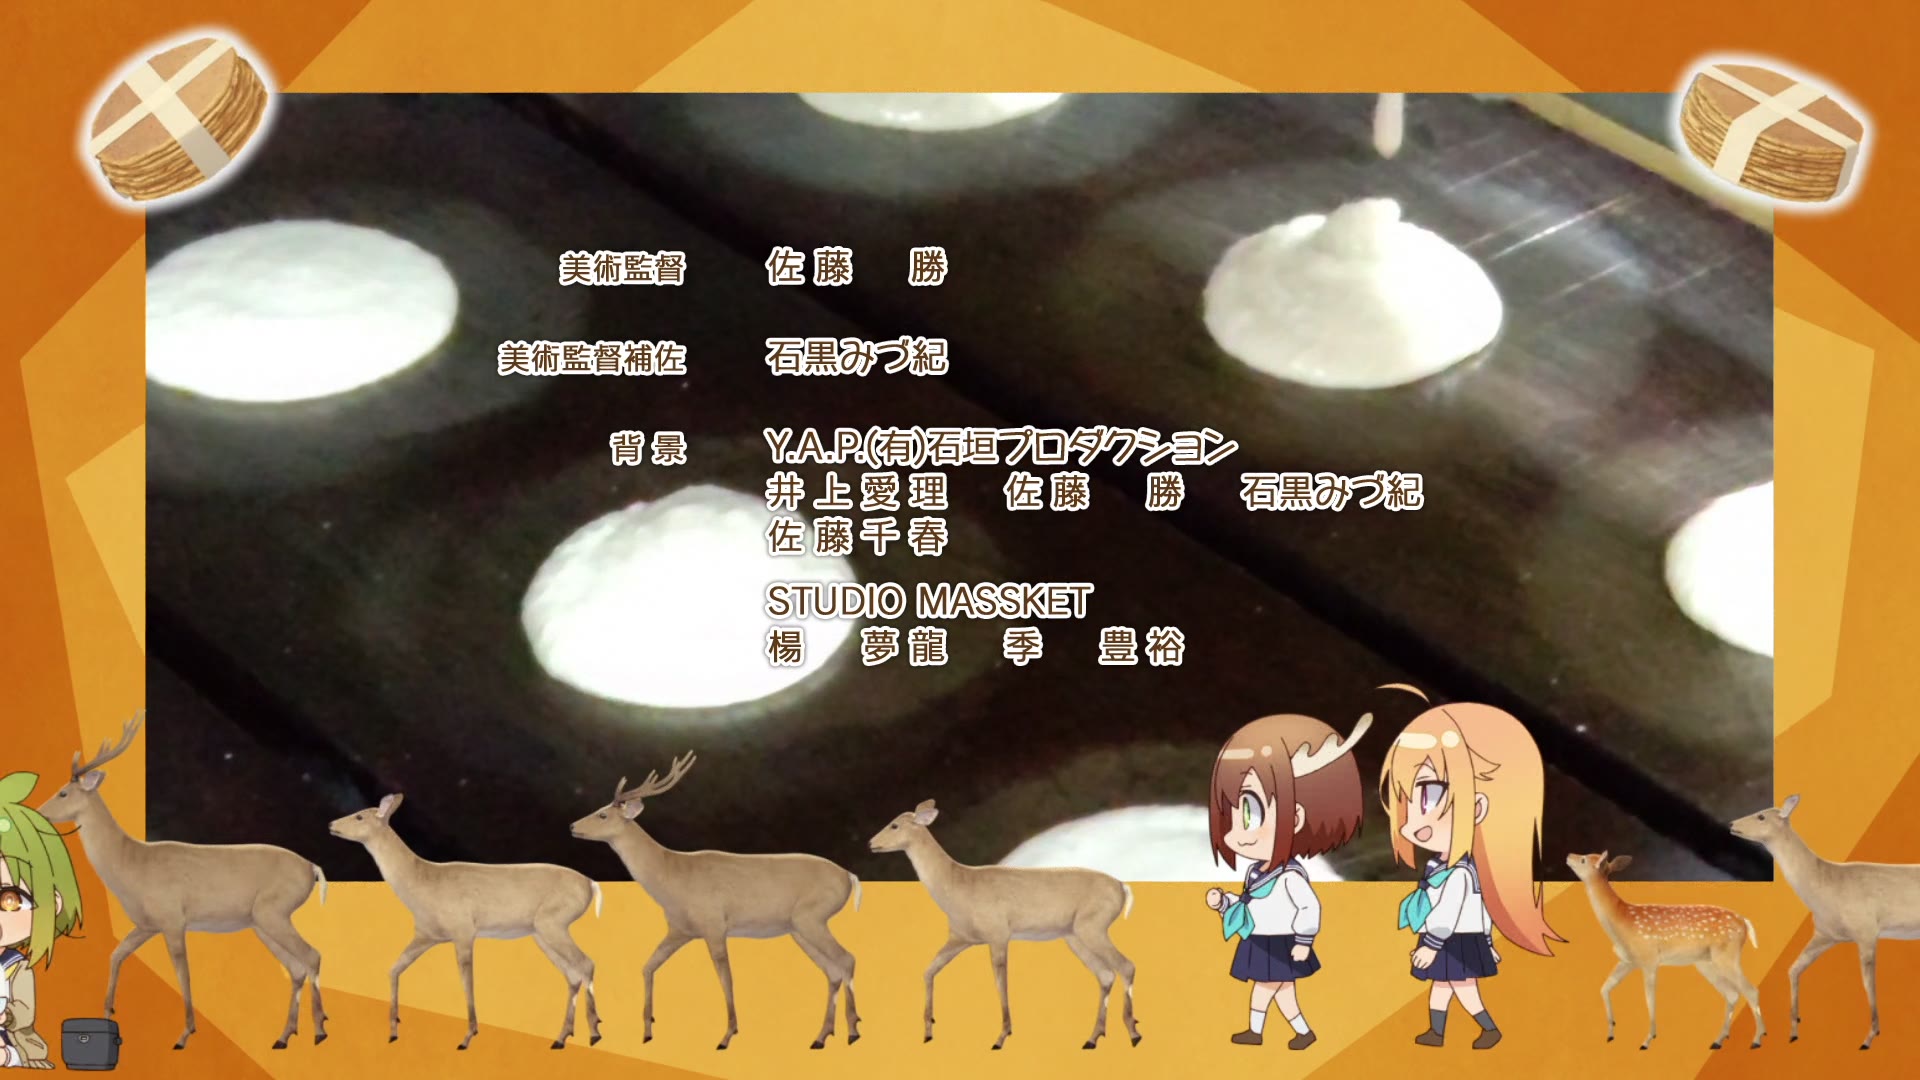 美術監督 佐藤 勝
美術監督補佐 石黒みづ紀
背景 Y.A.P.(有)石垣プロダクション
井上愛理 佐藤 勝 石黒みづ紀
佐藤千春
STUDIO MASSKET
楊 夢龍 季 豊裕